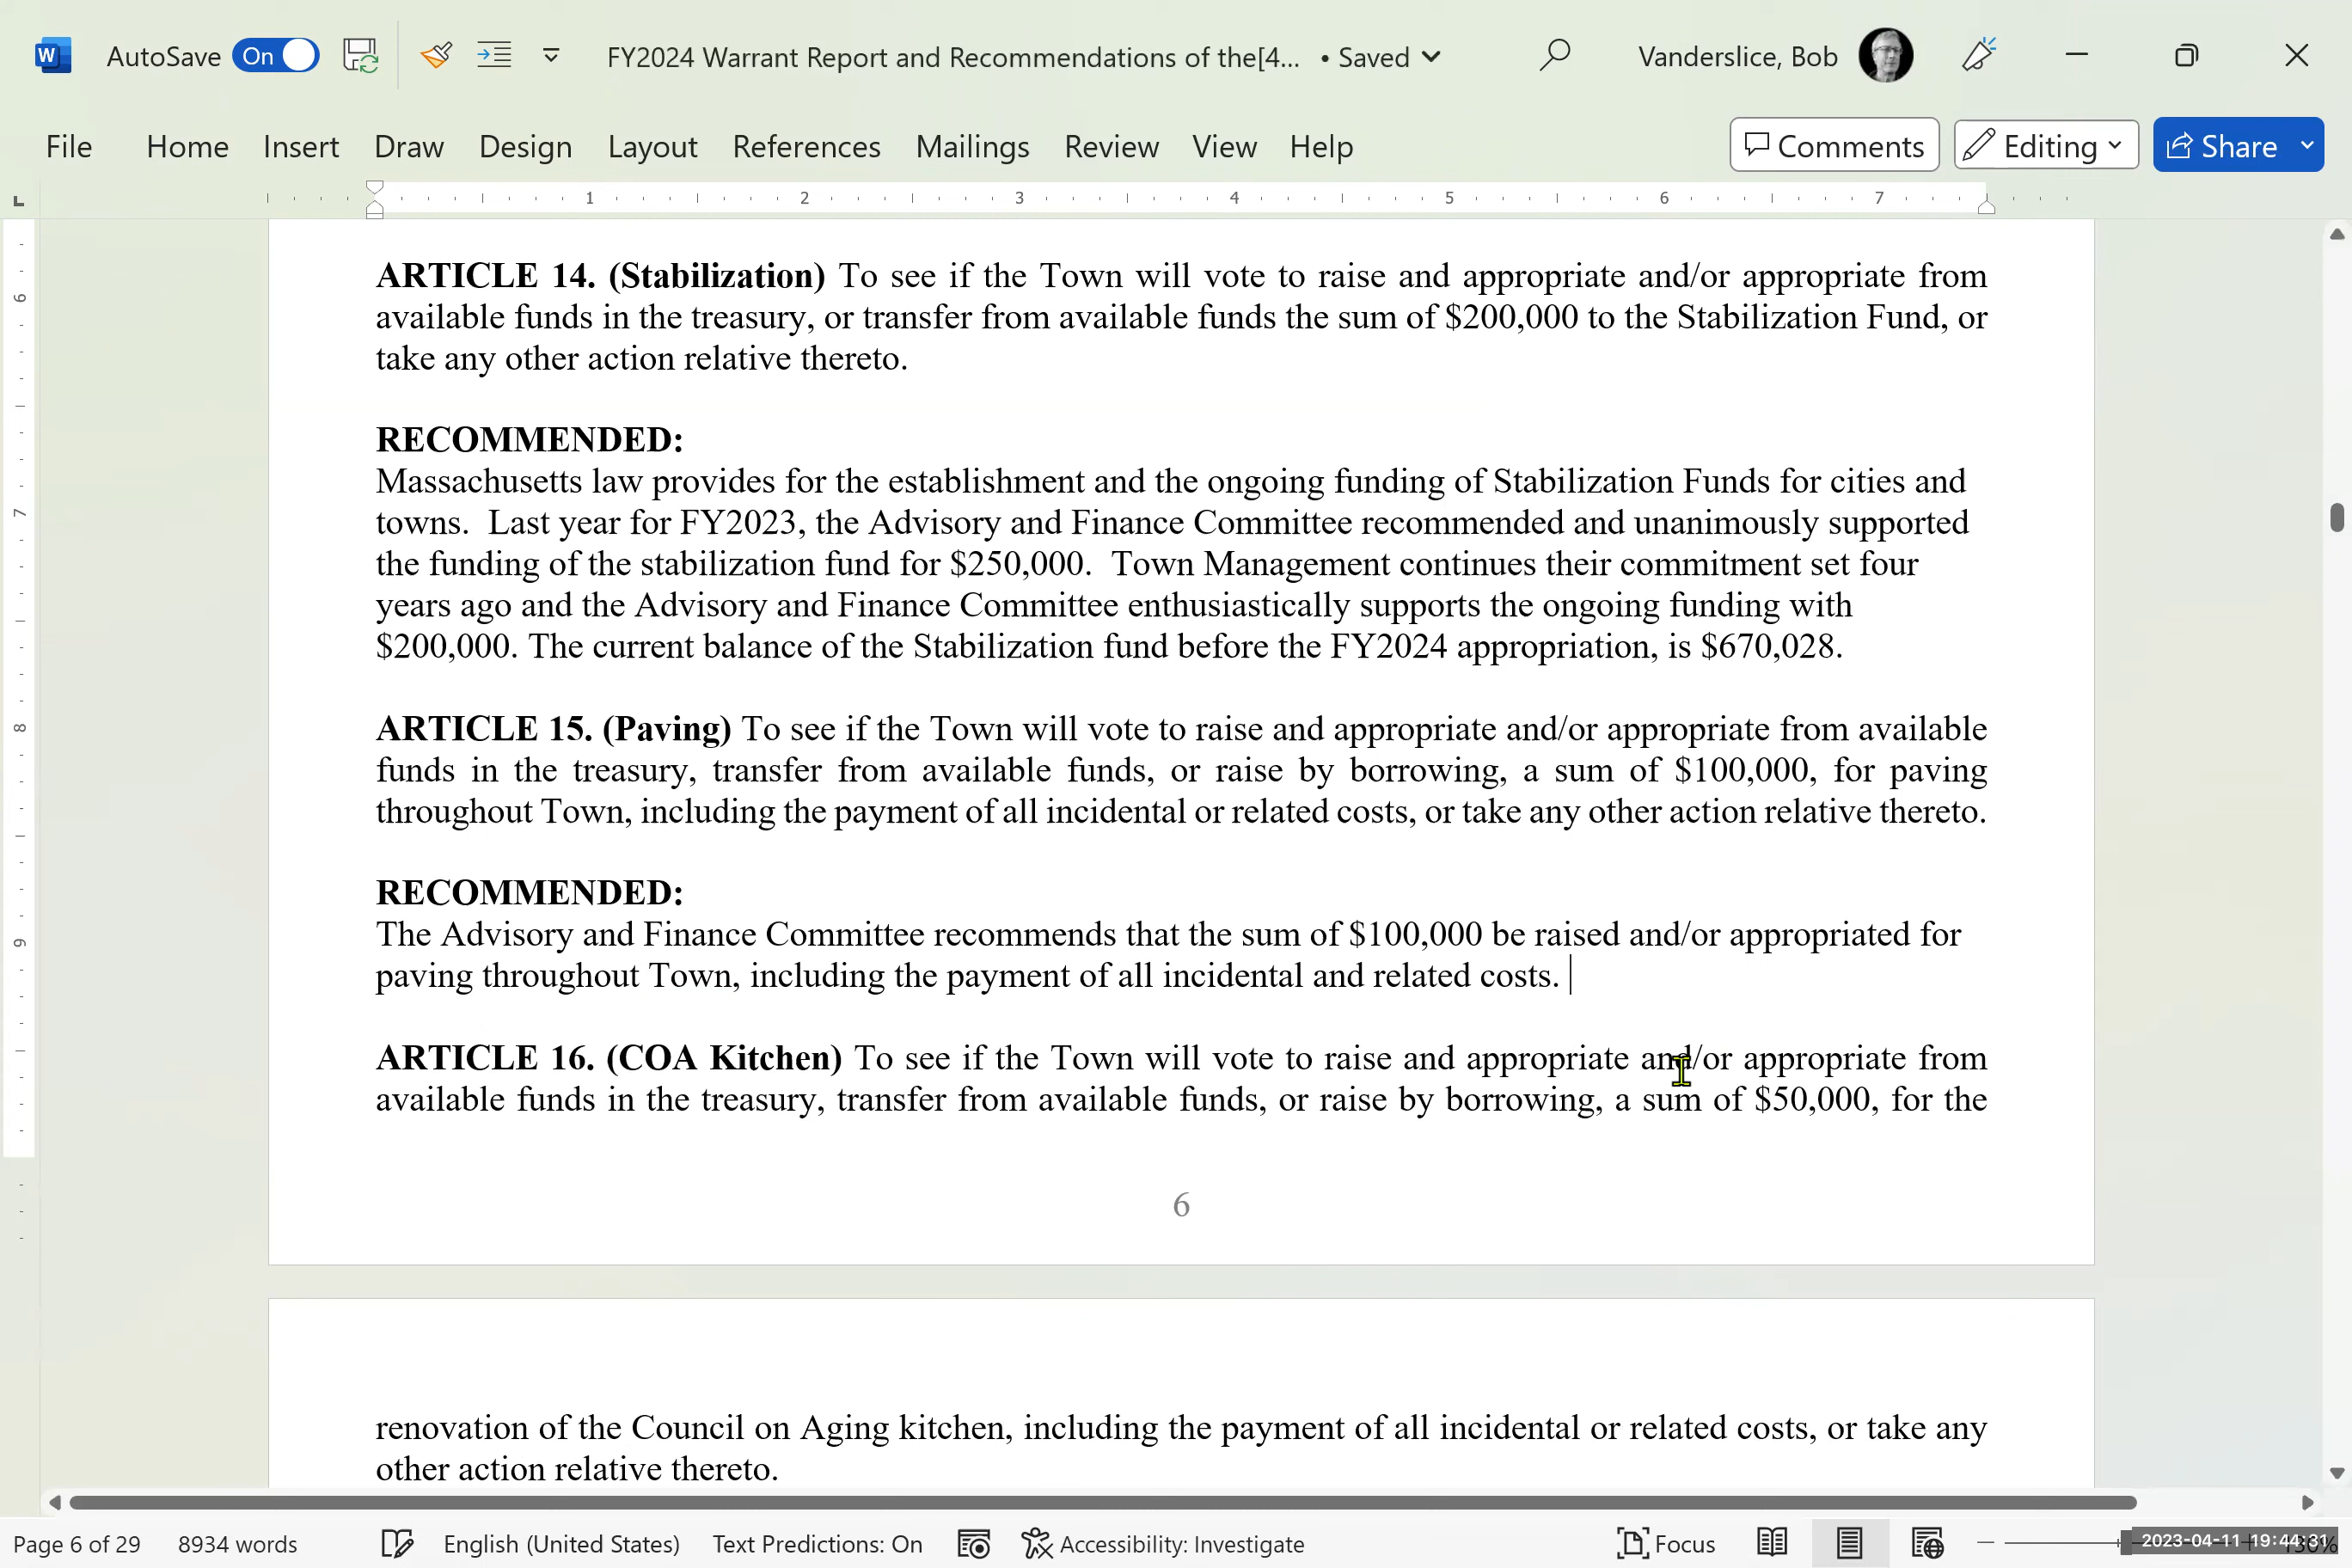 AutoSave On FY2024 Warrant Report and Recommendations of the[4... • Saved Vanderslice, Bob
File Home Insert Draw Design Layout References Mailings Review View Help Comments Editing Share
1 2 3 4 5 6 7
ARTICLE 14. (Stabilization) To see if the Town will vote to raise and appropriate and/or appropriate from
available funds in the treasury, or transfer from available funds the sum of $200,000 to the Stabilization Fund, or
take any other action relative thereto.
RECOMMENDED:
Massachusetts law provides for the establishment and the ongoing funding of Stabilization Funds for cities and
towns.  Last year for FY2023, the Advisory and Finance Committee recommended and unanimously supported
the funding of the stabilization fund for $250,000.  Town Management continues their commitment set four
years ago and the Advisory and Finance Committee enthusiastically supports the ongoing funding with
$200,000. The current balance of the Stabilization fund before the FY2024 appropriation, is $670,028.
ARTICLE 15. (Paving) To see if the Town will vote to raise and appropriate and/or appropriate from available
funds in the treasury, transfer from available funds, or raise by borrowing, a sum of $100,000, for paving
throughout Town, including the payment of all incidental or related costs, or take any other action relative thereto.
RECOMMENDED:
The Advisory and Finance Committee recommends that the sum of $100,000 be raised and/or appropriated for
paving throughout Town, including the payment of all incidental and related costs.
ARTICLE 16. (COA Kitchen) To see if the Town will vote to raise and appropriate and/or appropriate from
available funds in the treasury, transfer from available funds, or raise by borrowing, a sum of $50,000, for the
6
renovation of the Council on Aging kitchen, including the payment of all incidental or related costs, or take any
other action relative thereto.
6
7
8
9
Page 6 of 29 8934 words English (United States) Text Predictions: On Accessibility: Investigate Focus 2023-04-11 19:44:31